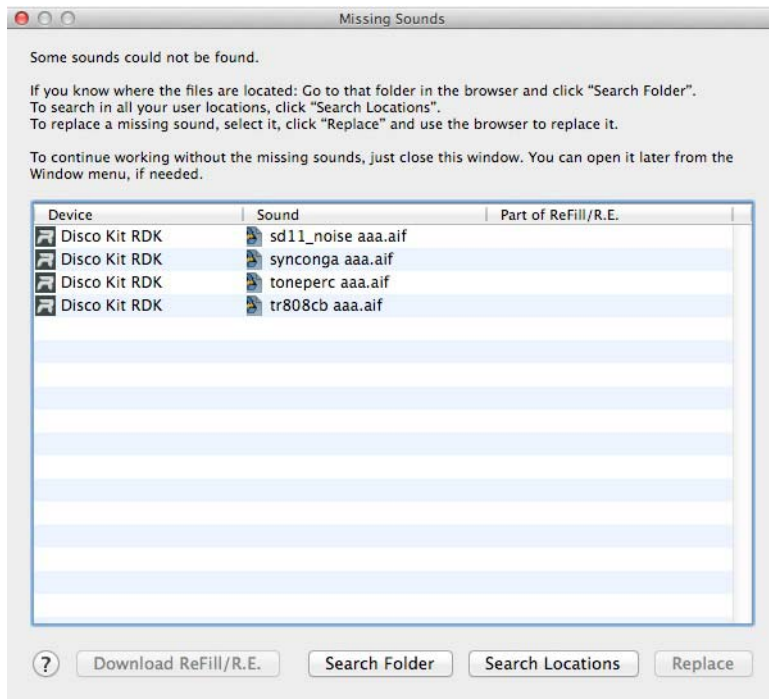 Missing Sounds
Some sounds could not be found.
If you know where the files are located: Go to that folder in the browser and click “Search Folder”.
To search in all your user locations, click “Search Locations”.
To replace a missing sound, select it, click “Replace” and use the browser to replace it.
To continue working without the missing sounds, just close this window. You can open it later from the
Window menu, if needed.
Device Sound Part of ReFill/R.E.
Disco Kit RDK sd11_noise aaa.aif
Disco Kit RDK synconga aaa.aif
Disco Kit RDK toneperc aaa.aif
Disco Kit RDK tr808cb aaa.aif
? Download ReFill/R.E. Search Folder Search Locations Replace